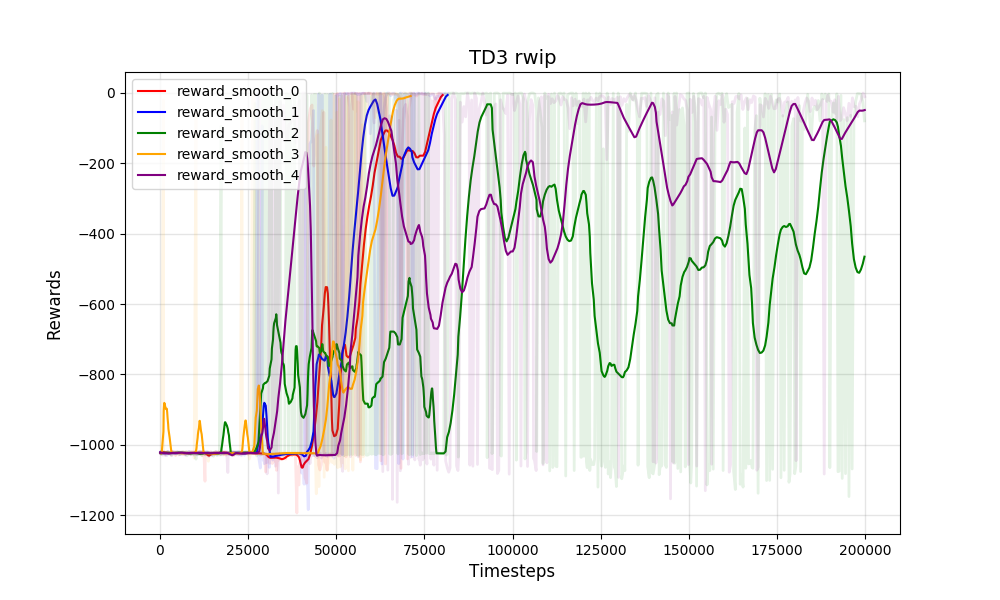 TD3 rwip
reward_smooth_0
reward_smooth_1
reward_smooth_2
reward_smooth_3
reward_smooth_4
Rewards
0
−200
−400
−600
−800
−1000
−1200
0 25000 50000 75000 100000 125000 150000 175000 200000
Timesteps